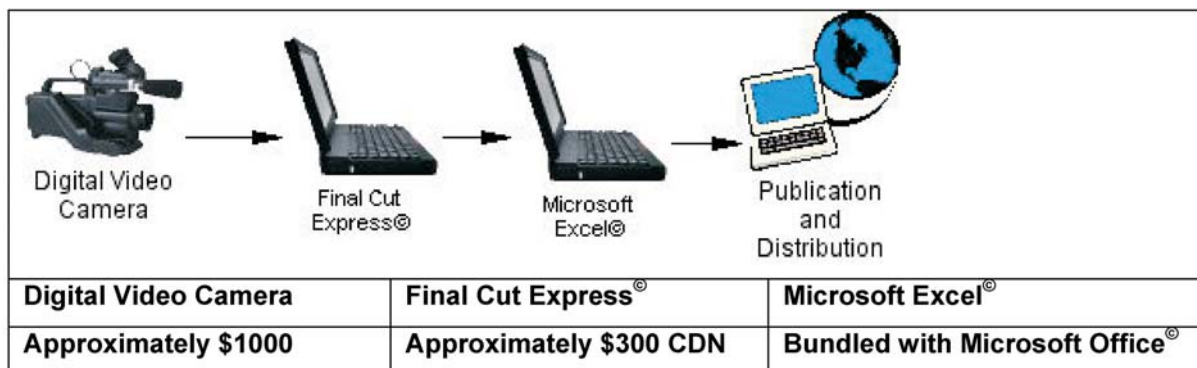 Digital Video
Camera
Final Cut
Express©
Microsoft
Excel©
Publication
and
Distribution
Digital Video Camera Final Cut Express© Microsoft Excel©
Approximately $1000 Approximately $300 CDN Bundled with Microsoft Office©